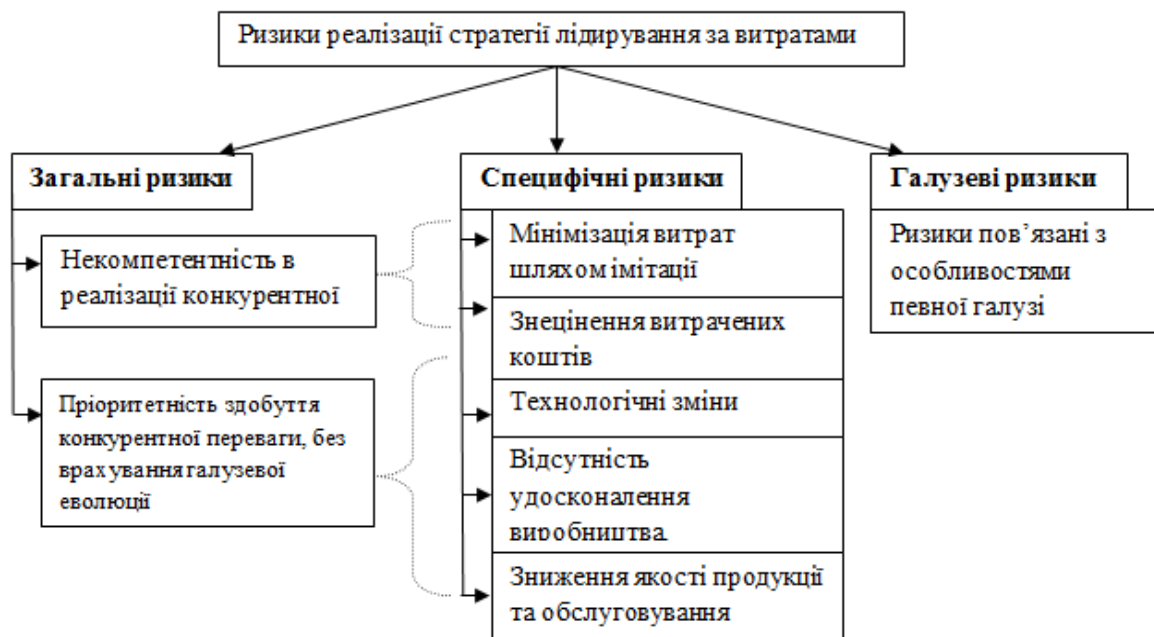 Ризики реалізації стратегії лідирування за витратами
Загальні ризики
Некомпетентність в
реалізації конкурентної
Пріоритетність здобуття
конкурентної переваги, без
врахування галузевої
еволюції
Специфічні ризики
Мінімізація витрат
шляхом імітації
Знецінення витрачених
коштів
Технологічні зміни
Відсутність
удосконалення
виробництва.
Зниження якості продукції
та обслуговування
Галузеві ризики
Ризики пов’язані з
особливостями
певної галузі